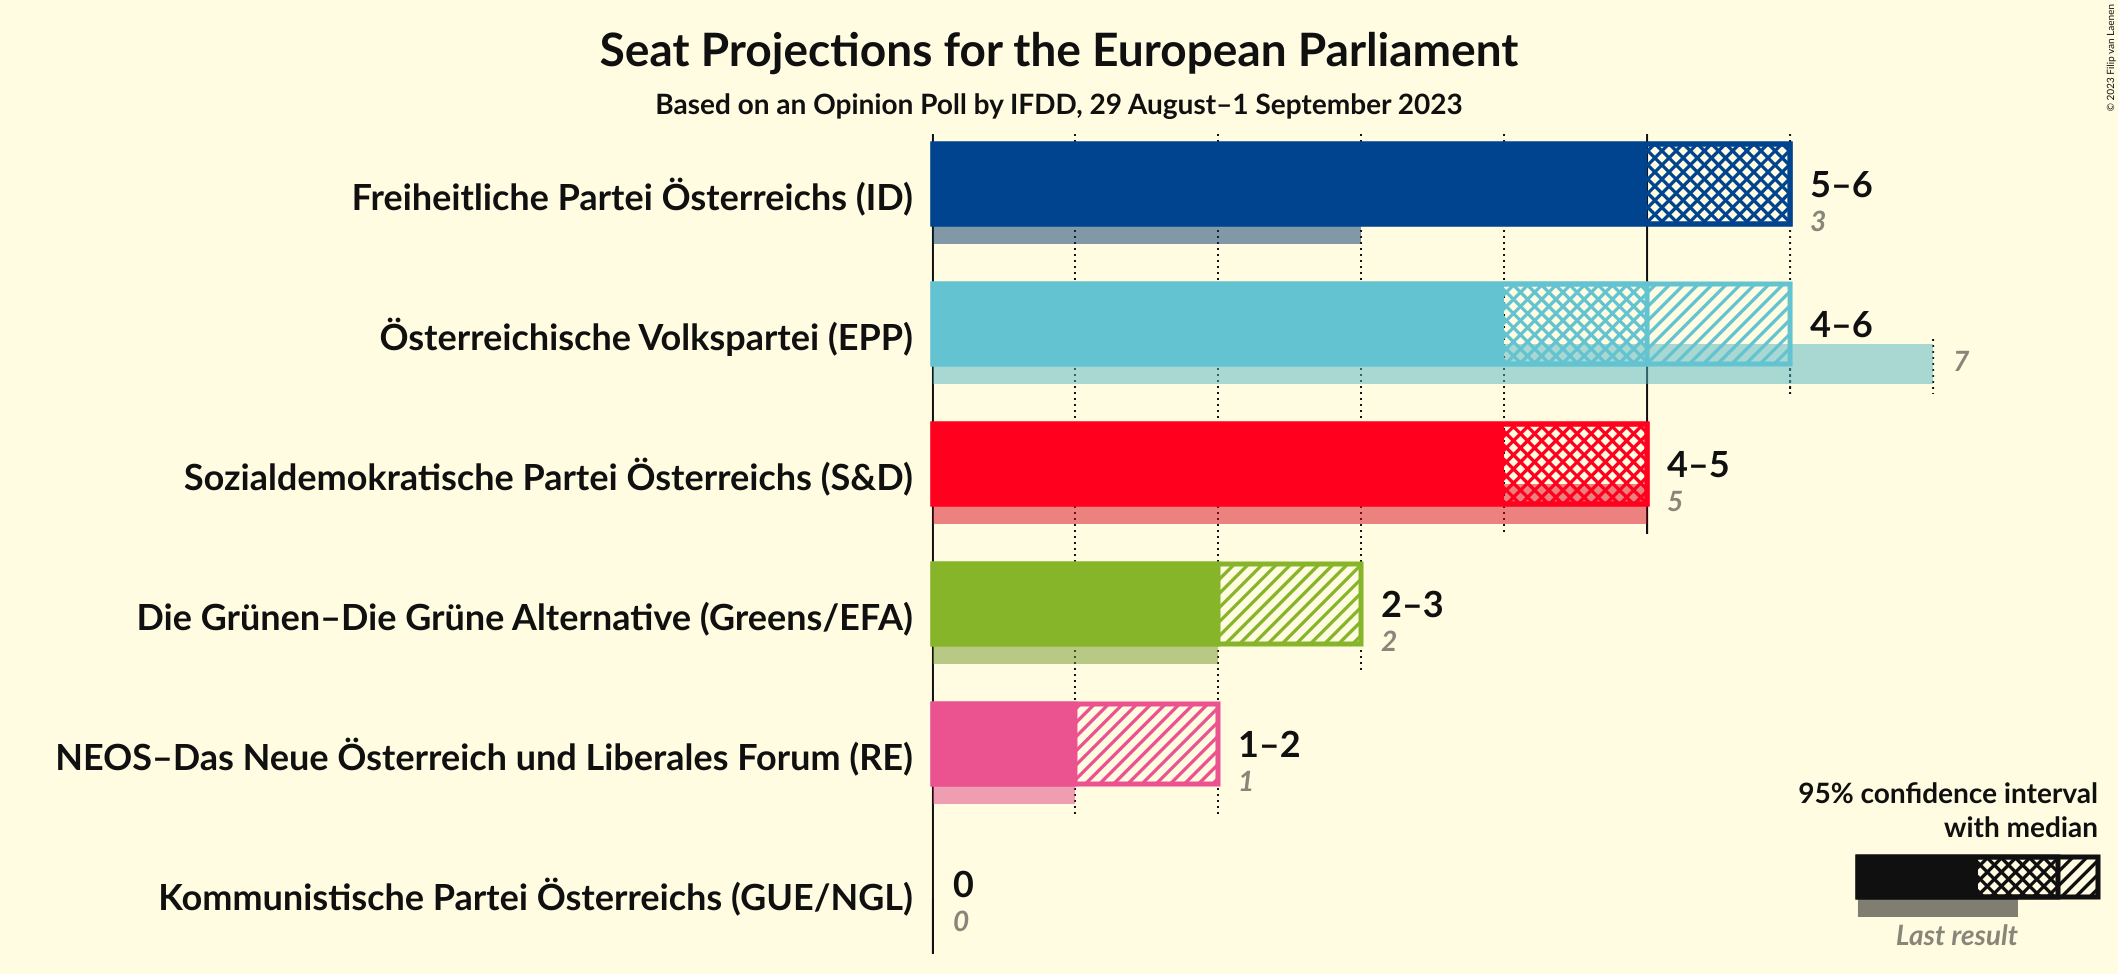 Seat Projections for the European Parliament
Based on an Opinion Poll by IFDD, 29 August–1 September 2023
© 2023 Filip van Laenen
Freiheitliche Partei Österreichs (ID)
5–6
3
Österreichische Volkspartei (EPP)
4–6
7
Sozialdemokratische Partei Österreichs (S&D)
4–5
5
Die Grünen–Die Grüne Alternative (Greens/EFA)
2–3
2
NEOS–Das Neue Österreich und Liberales Forum (RE)
1–2
1
Kommunistische Partei Österreichs (GUE/NGL)
0
0
95% confidence interval
with median
Last result